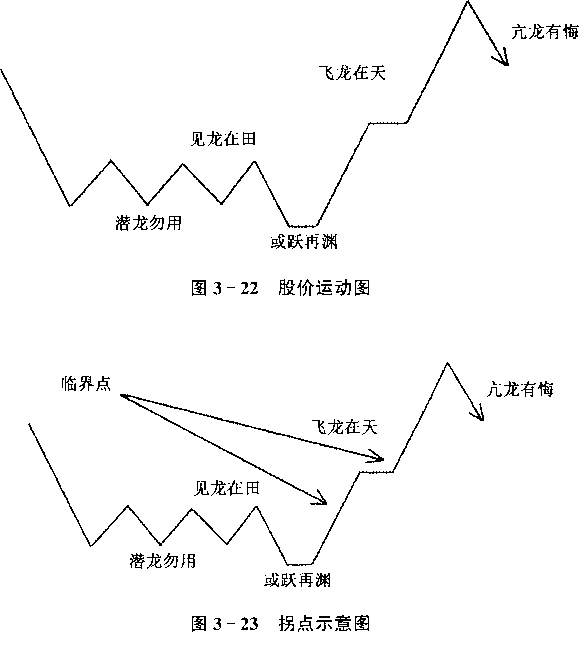 亢龙有悔
飞龙在天
见龙在田
潜龙勿用
或跃再渊
图 3-22 股价运动图
临界点
亢龙有悔
飞龙在天
见龙在田
潜龙勿用
或跃再渊
图 3-23 拐点示意图